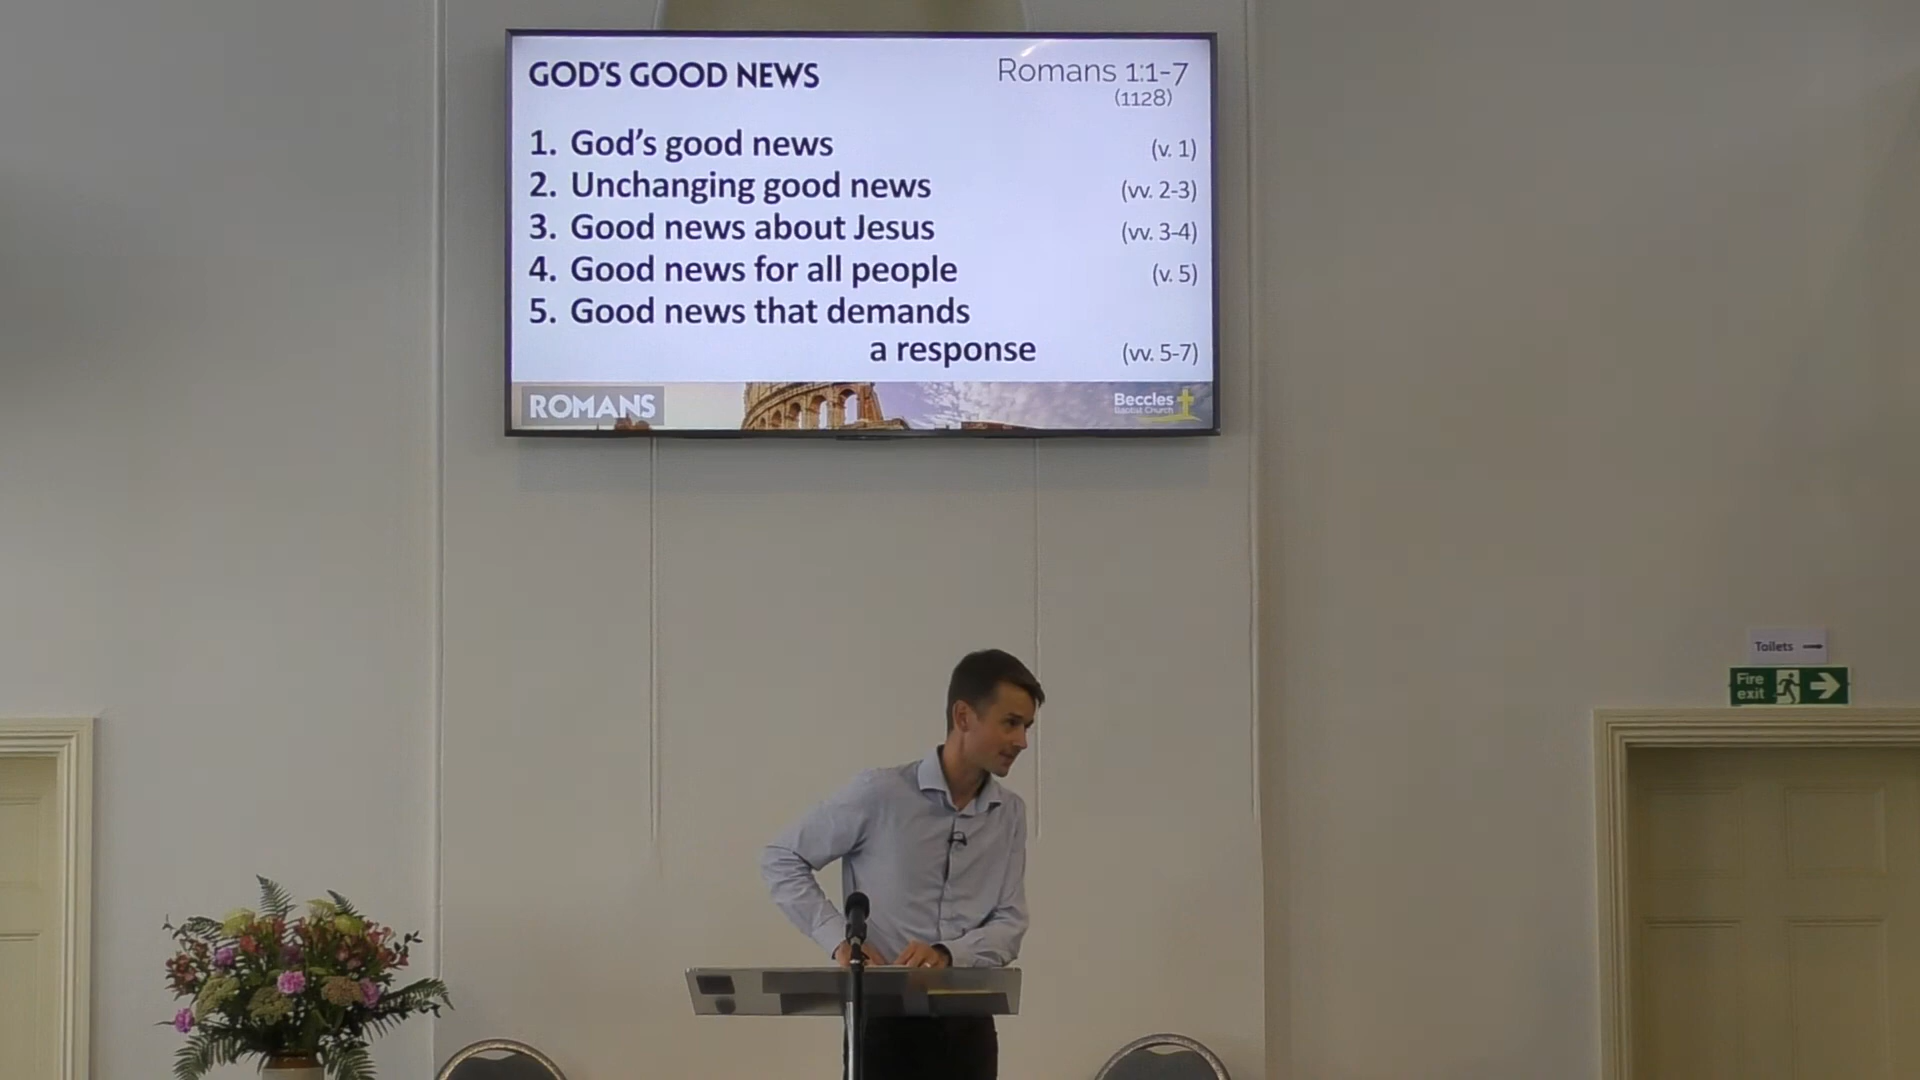 GOD'S GOOD NEWS
Romans 1:1-7
(1128)
1. God's good news (v. 1)
2. Unchanging good news (vv. 2-3)
3. Good news about Jesus (vv. 3-4)
4. Good news for all people (v. 5)
5. Good news that demands
a response (vv. 5-7)
ROMANS
Beccles
Baptist Church
Toilets
Fire
exit